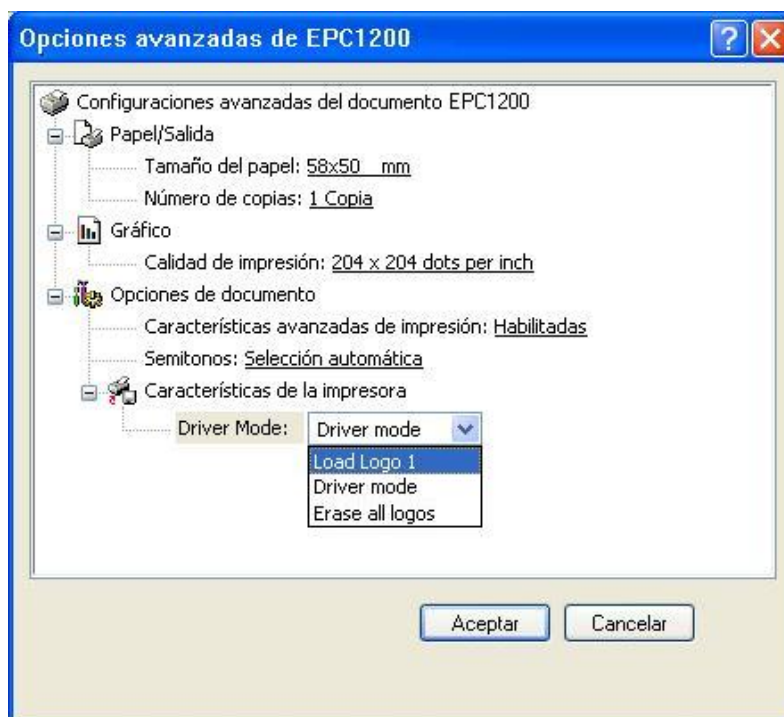 Opciones avanzadas de EPC1200
Configuraciones avanzadas del documento EPC1200
Papel/Salida
Tamaño del papel: 58x50 mm
Número de copias: 1 Copia
Gráfico
Calidad de impresión: 204 x 204 dots per inch
Opciones de documento
Características avanzadas de impresión: Habilitadas
Semitonos: Selección automática
Características de la impresora
Driver Mode: Driver mode
Load Logo 1
Driver mode
Erase all logos
Aceptar Cancelar